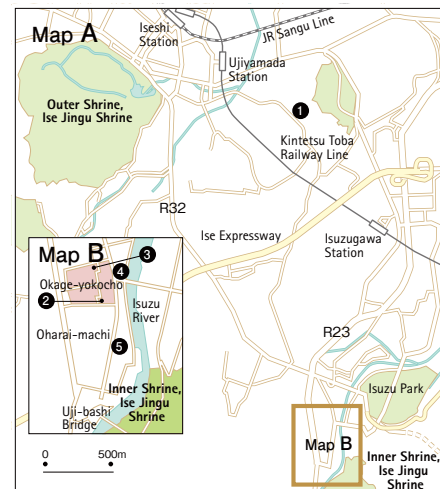 Map A
Iseshi
Station
JR Sangu Line
Ujiyamada
Station
Outer Shrine,
Ise Jingu Shrine
1
Kintetsu Toba
Railway Line
R32
Ise Expressway
Isuzugawa
Station
Map B
3
4
Okage-yokocho
2
Isuzu
River
Oharai-machi
5
R23
Inner Shrine,
Ise Jingu
Shrine
Uji-bashi
Bridge
Isuzu Park
Map B
Inner Shrine,
Ise Jingu
Shrine
0 500m